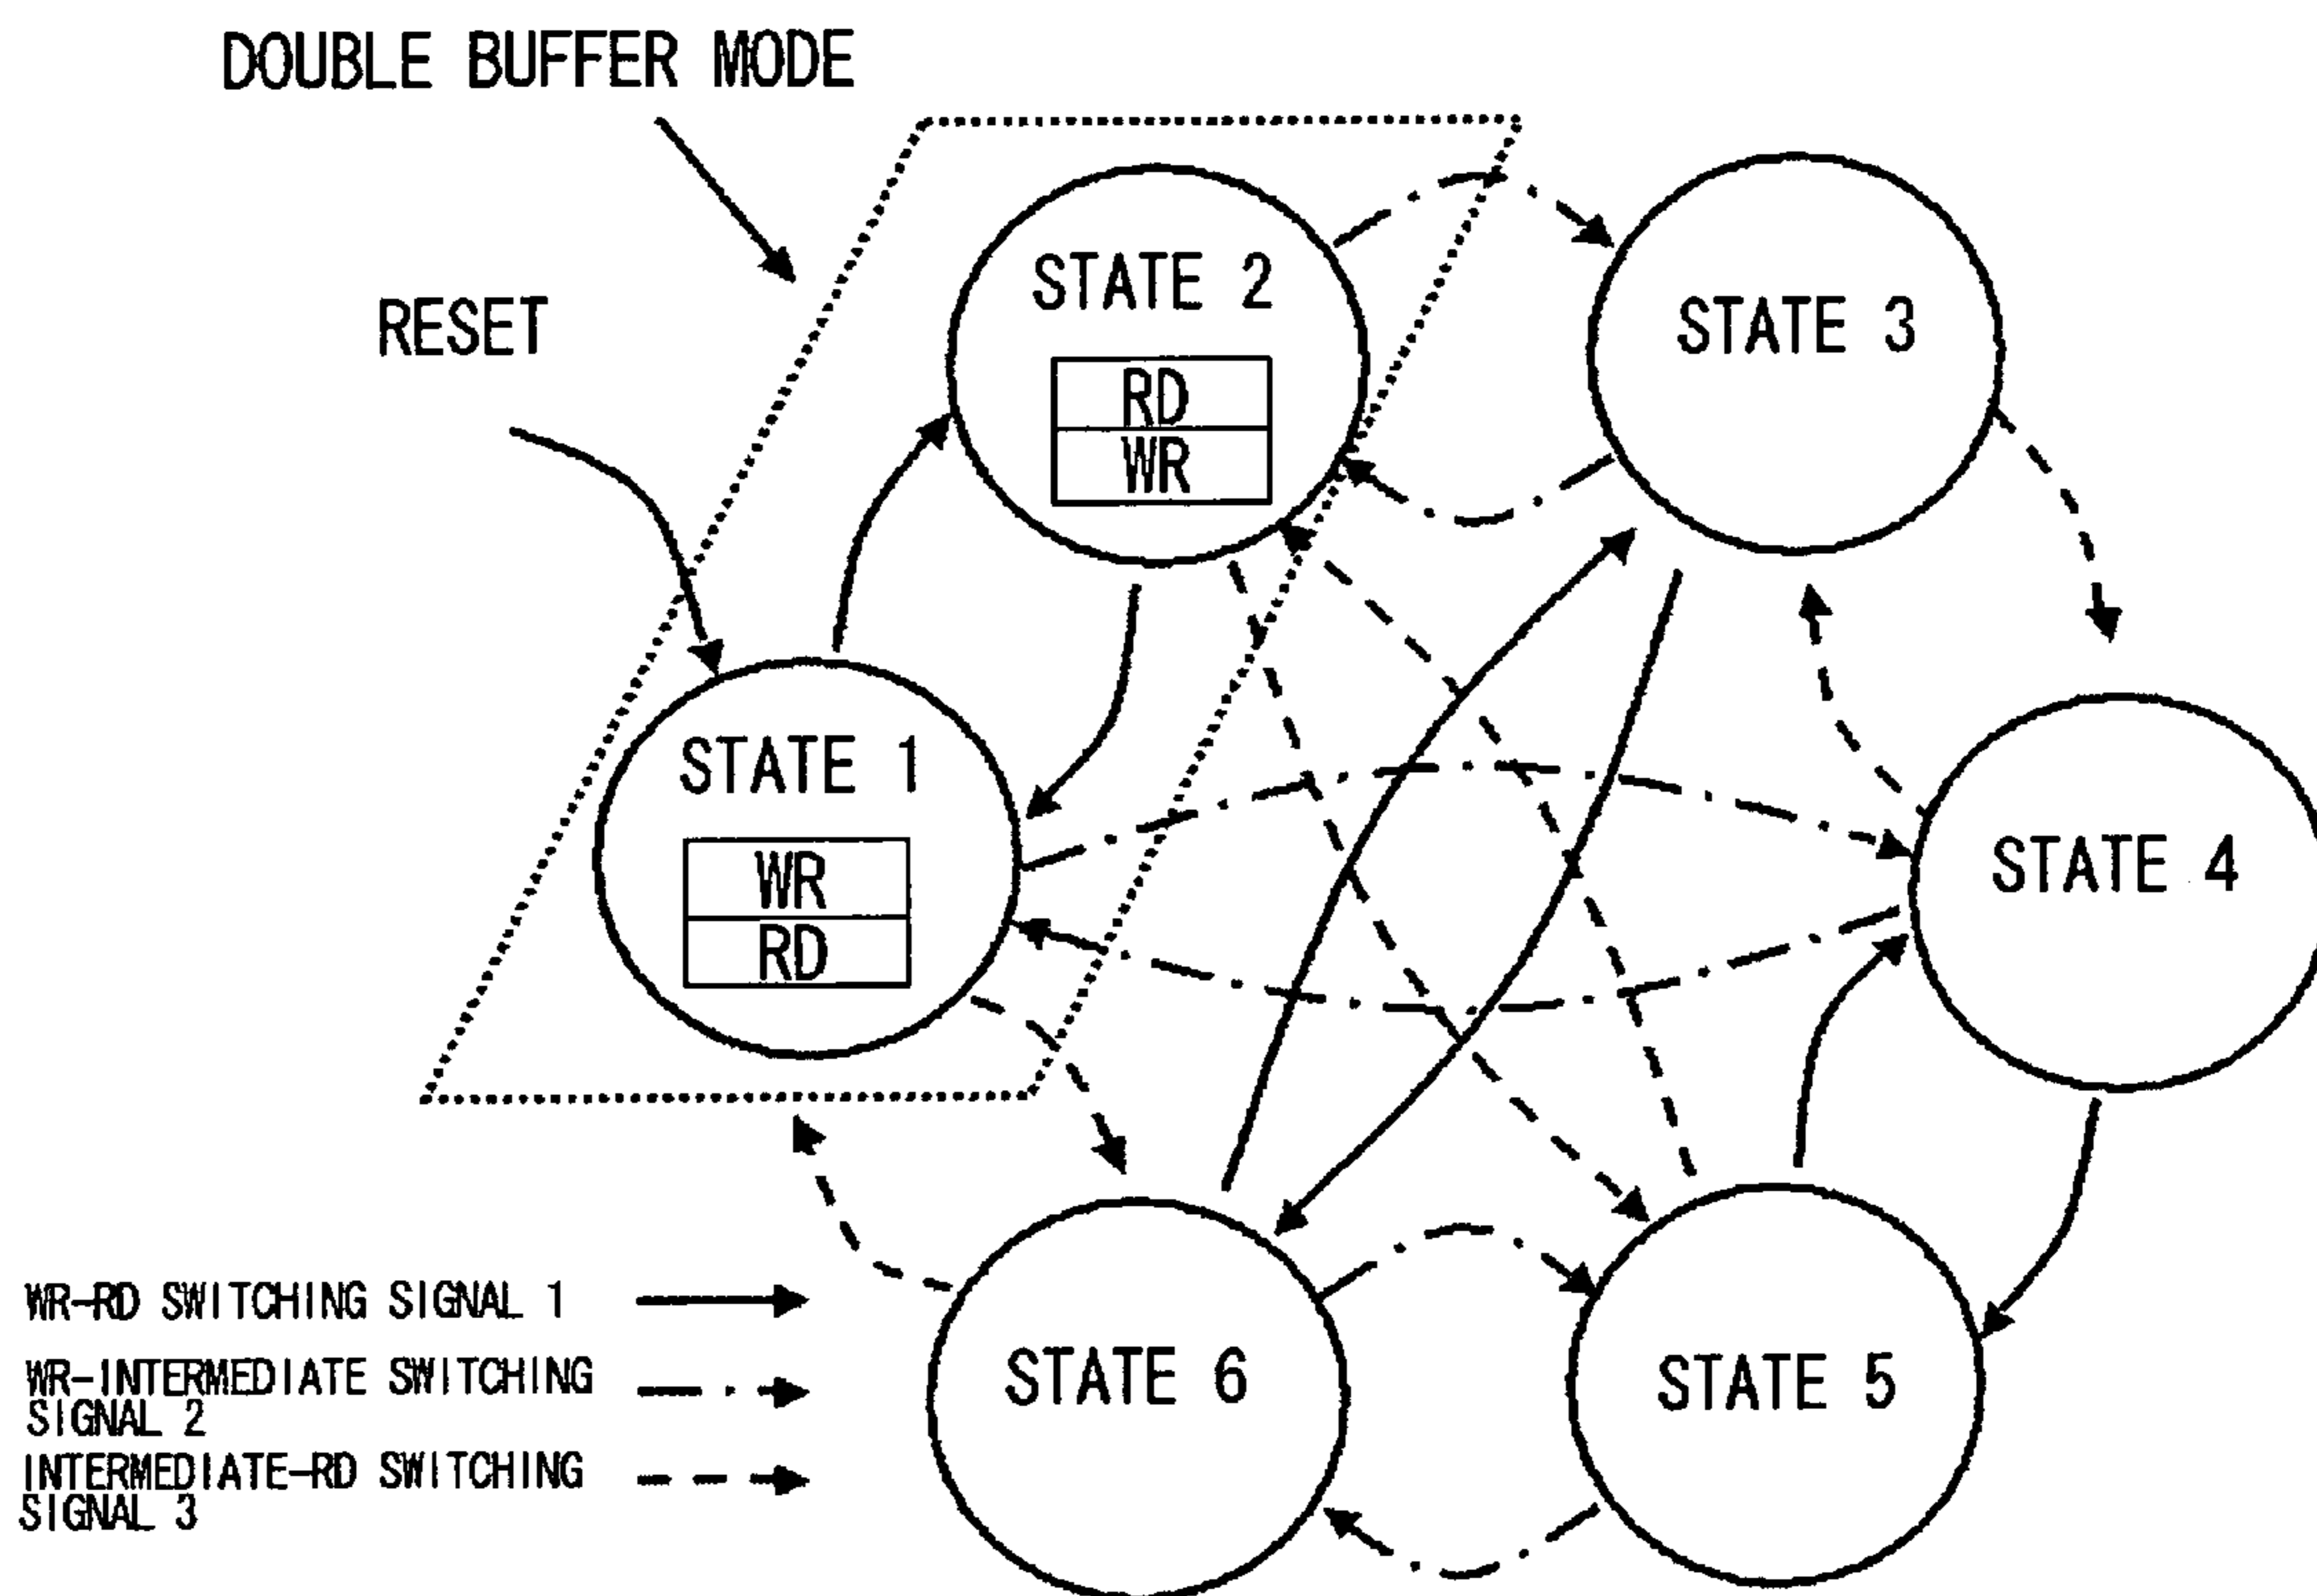 DOUBLE BUFFER MODE
RESET
STATE 2
RD
WR
STATE 3
STATE 1
WR
RD
STATE 4
STATE 6
STATE 5
WR-RD SWITCHING SIGNAL 1
WR-INTERMEDIATE SWITCHING
SIGNAL 2
INTERMEDIATE-RD SWITCHING
SIGNAL 3